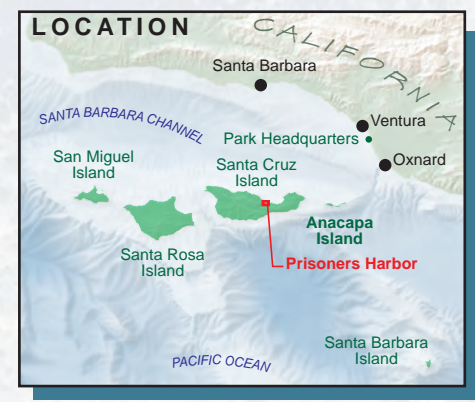 LOCATION
CALIFORNIA
Santa Barbara
SANTA BARBARA CHANNEL
Ventura
Park Headquarters
Oxnard
San Miguel
Island
Santa Cruz
Island
Anacapa
Island
Santa Rosa
Island
Prisoners Harbor
Santa Barbara
Island
PACIFIC OCEAN